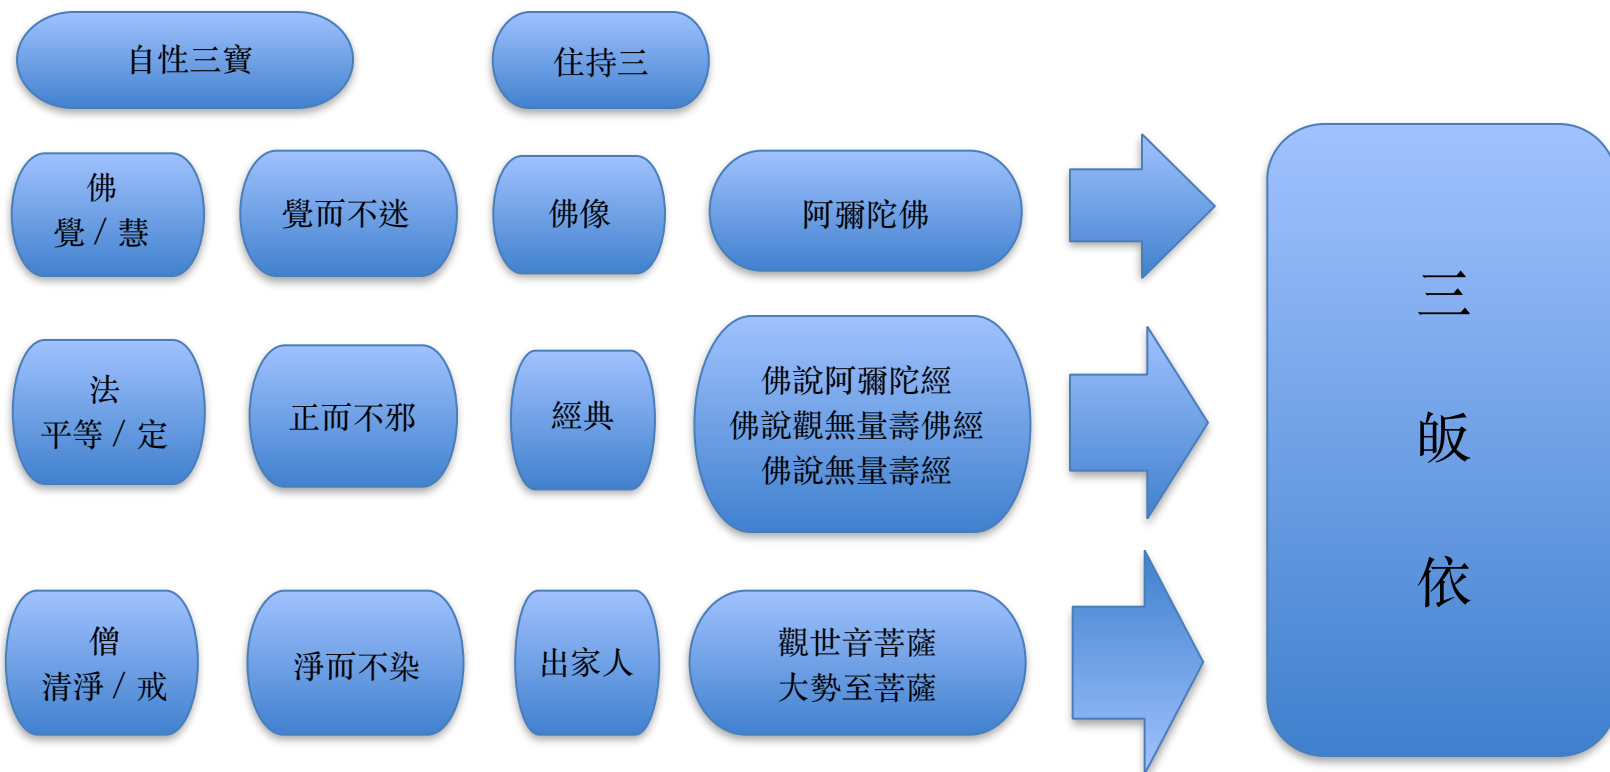 自性三寶
住持三
佛
覺 / 慧
覺而不迷
佛像
阿彌陀佛
法
平等 / 定
正而不邪
經典
佛說阿彌陀經
佛說觀無量壽佛經
佛說無量壽經
僧
清淨 / 戒
淨而不染
出家人
觀世音菩薩
大勢至菩薩
三
皈
依